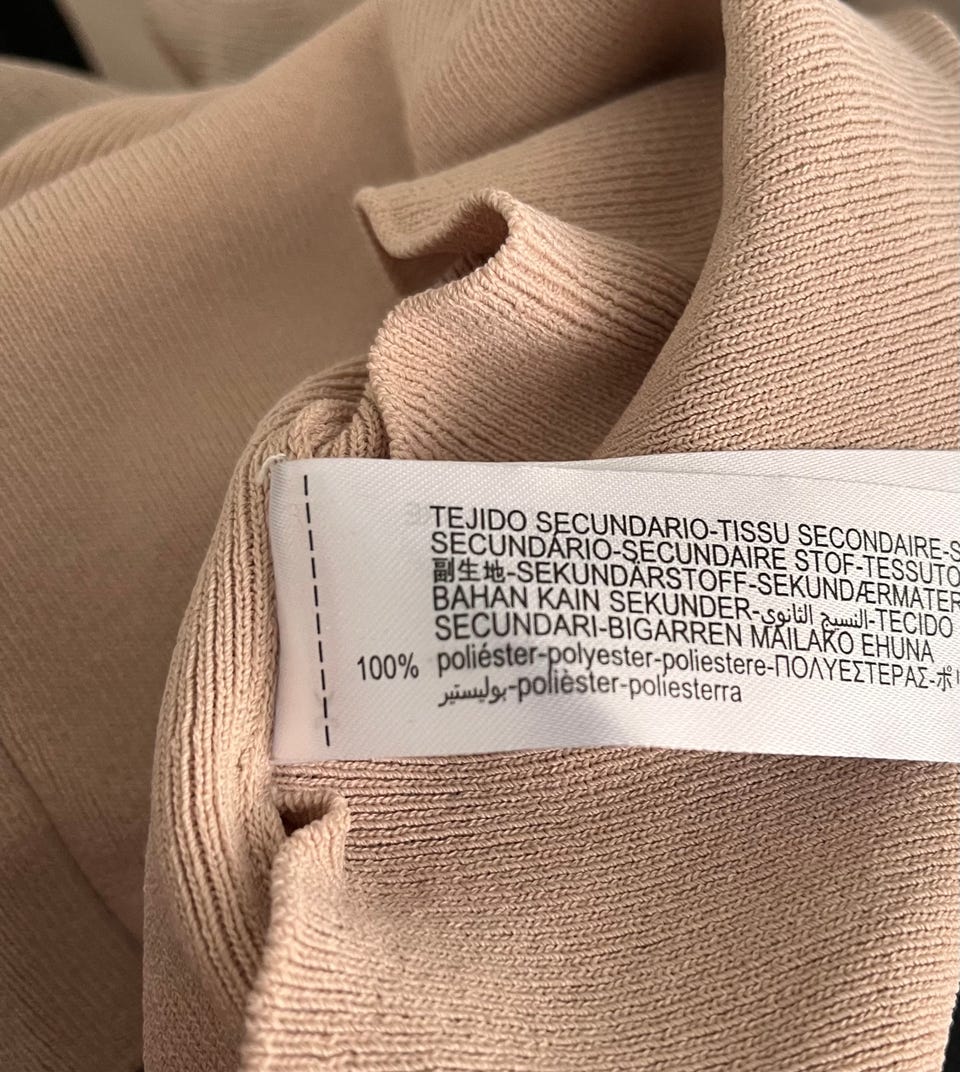 TEJIDO SECUNDARIO-TISSU SECONDAIRE-S
SECUNDÁRIO-SECUNDAIRE STOF-TESSUTO
副生地-SEKUNDÄRSTOFF-SEKUNDÆRMATER
BAHAN KAIN SEKUNDER-النسيج الثانوي-TECIDO
SECUNDARI-BIGARREN MAILAKO EHUNA
100% poliéster-polyester-poliestere-ΠΟΛΥΕΣΤΕΡΑΣ-ポリ
بوليستير-polièster-poliesterra